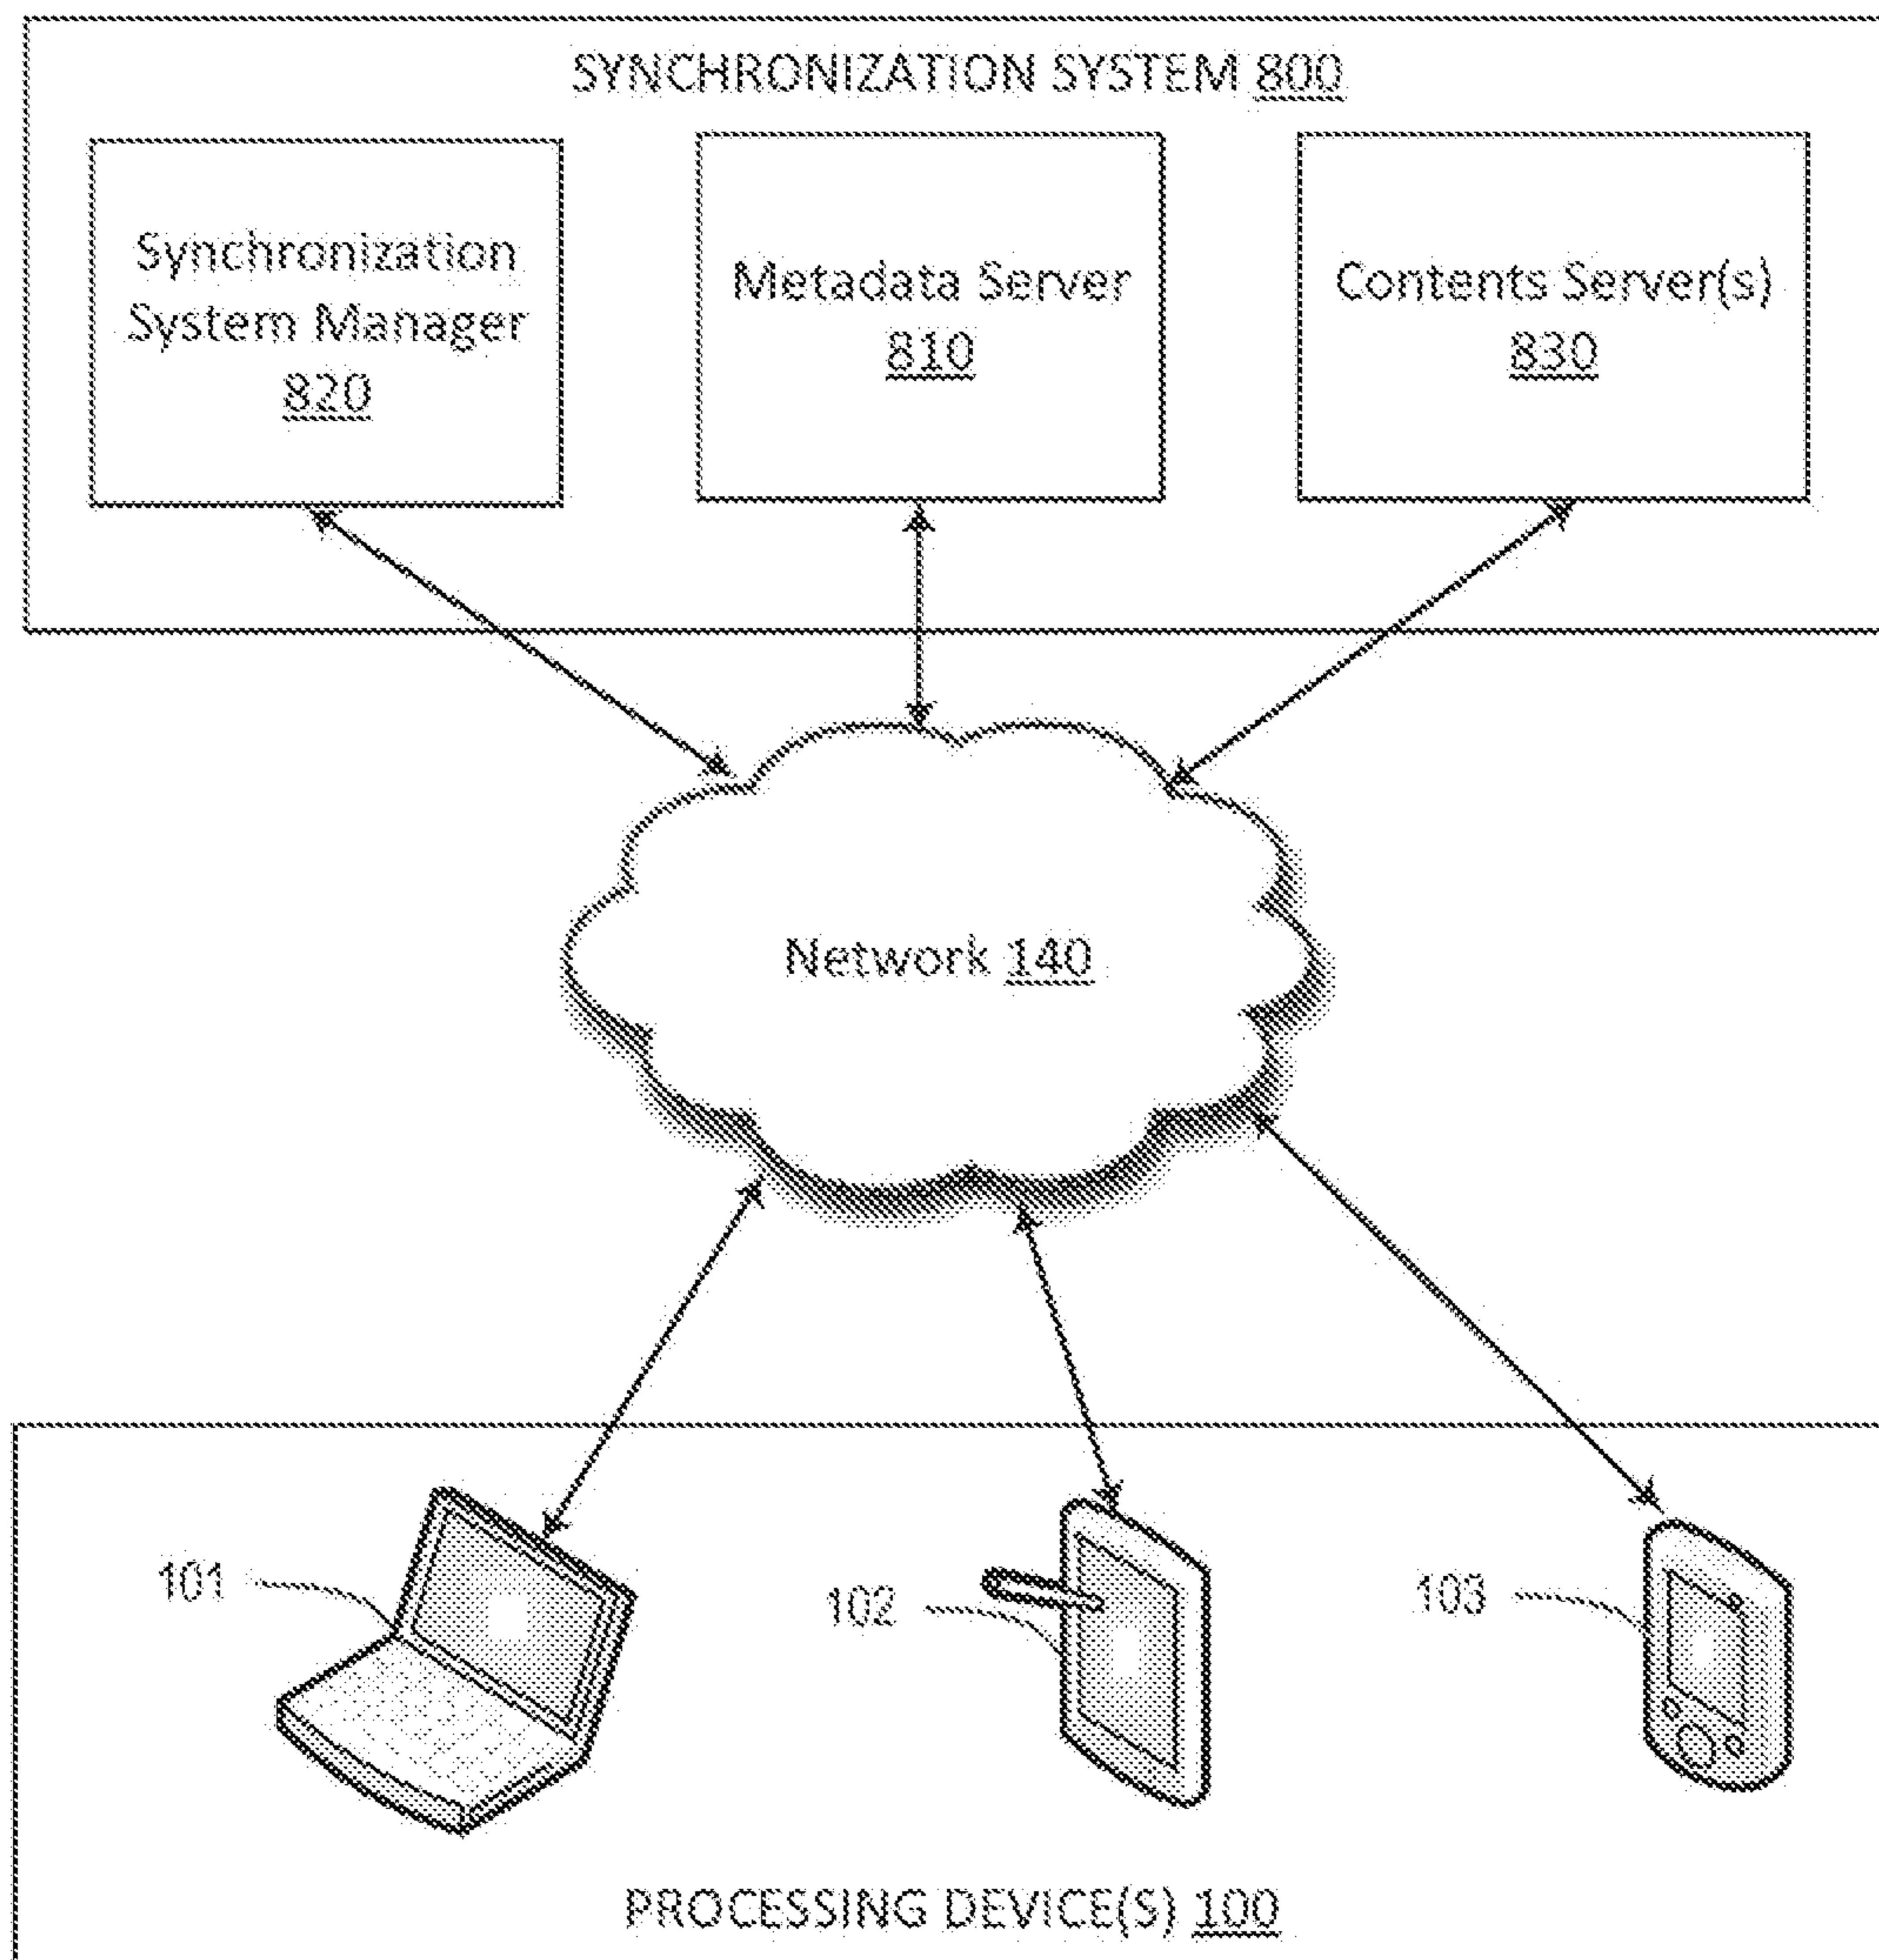 SYNCHRONIZATION SYSTEM 800
Synchronization
System Manager
820
Metadata Server
810
Contents Server(s)
830
Network 140
101
102
103
PROCESSING DEVICE(S) 100